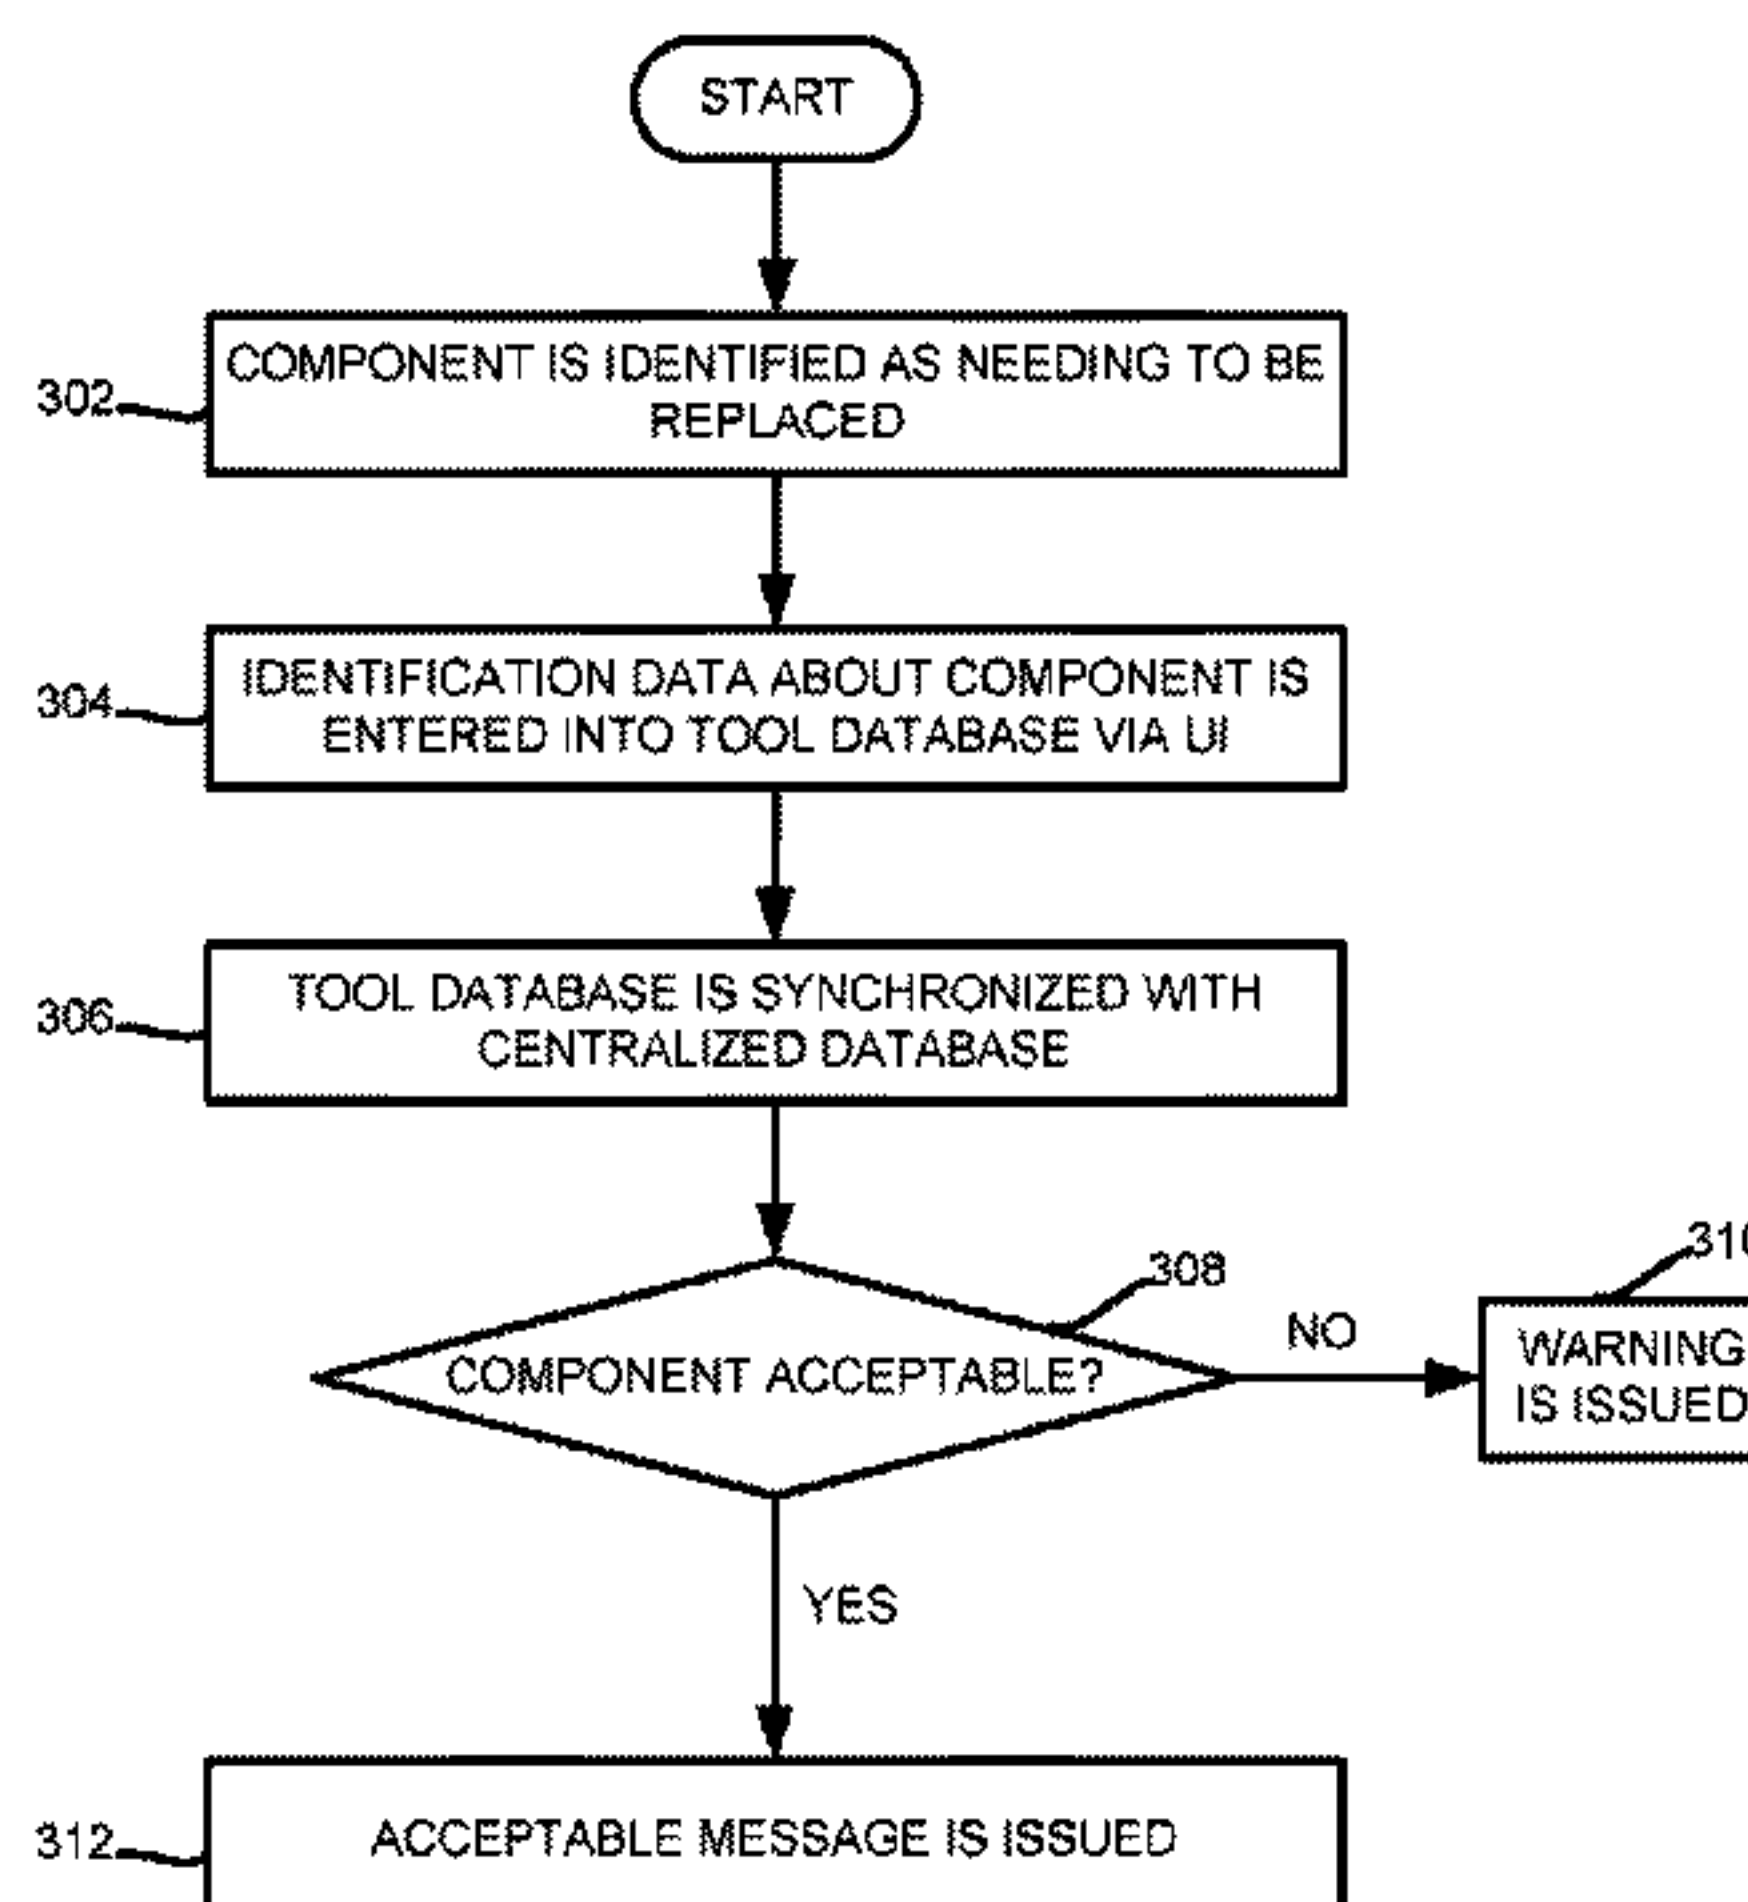 START
COMPONENT IS IDENTIFIED AS NEEDING TO BE
REPLACED
302
IDENTIFICATION DATA ABOUT COMPONENT IS
ENTERED INTO TOOL DATABASE VIA UI
304
TOOL DATABASE IS SYNCHRONIZED WITH
CENTRALIZED DATABASE
306
308
COMPONENT ACCEPTABLE?
NO
310
WARNING
IS ISSUED
YES
312
ACCEPTABLE MESSAGE IS ISSUED